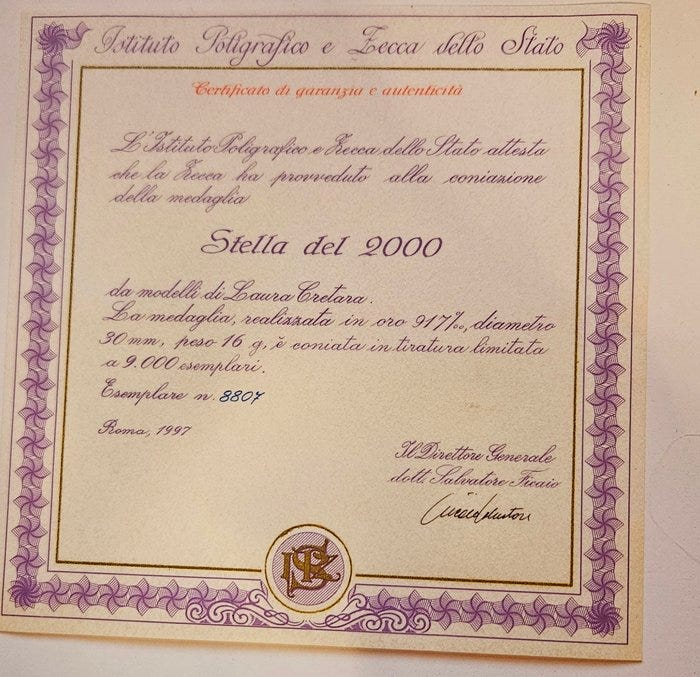 Istituto Poligrafico e Zecca dello Stato
Certificato di garanzia e autenticità
L'Istituto Poligrafico e Zecca dello Stato attesta
che la Zecca ha provveduto alla coniazione
della medaglia
Stella del 2000
da modelli di Laura Cretara.
La medaglia, realizzata in oro 917‰, diametro
30 mm, peso 16 g, è coniata in tiratura limitata
a 9.000 esemplari.
Esemplare n. 8807
Roma, 1997
Il Direttore Generale
dott. Salvatore Ficaio